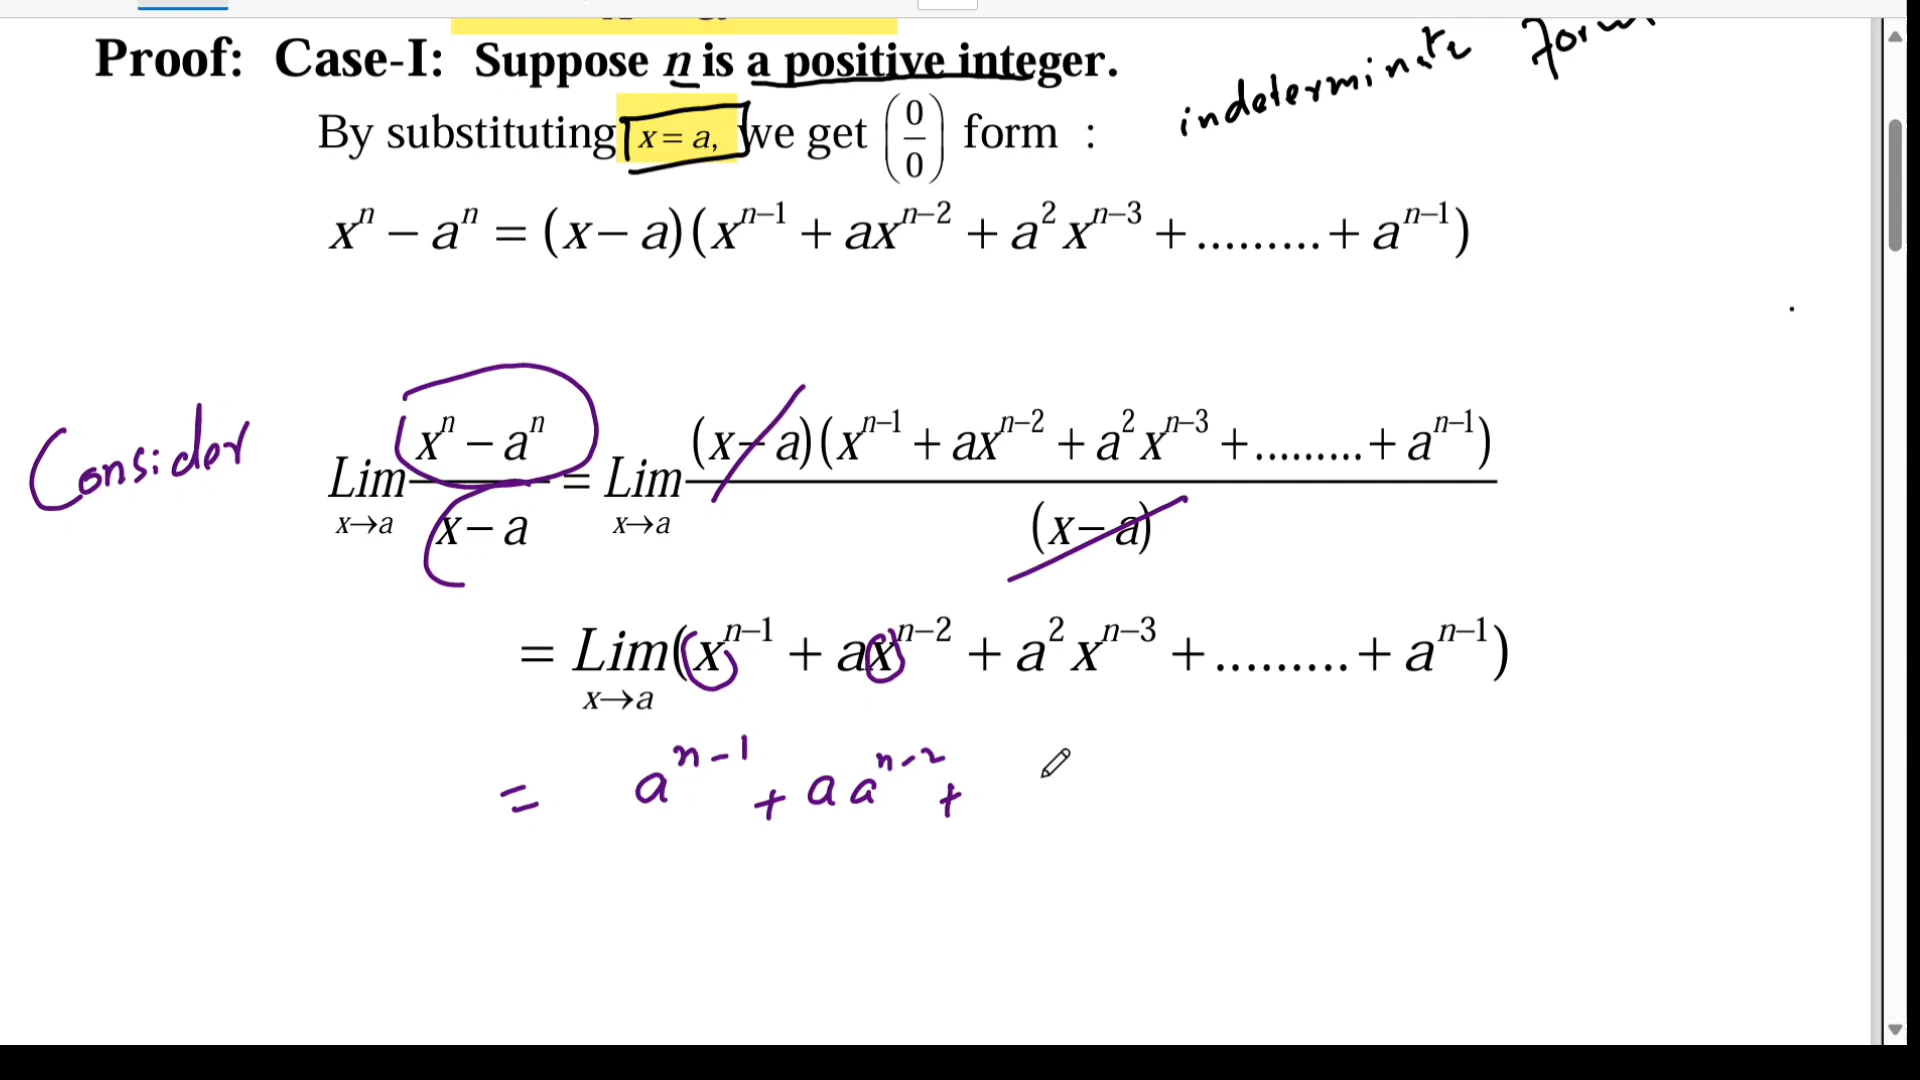 Proof: Case-I: Suppose n is a positive integer.
indeterminate form
By substituting x = a, we get (0/0) form :
xⁿ – aⁿ = (x – a)(xⁿ⁻¹ + axⁿ⁻² + a²xⁿ⁻³ + ......... + aⁿ⁻¹)
Consider
Lim x→a (xⁿ – aⁿ)/(x – a) = Lim x→a (x – a)(xⁿ⁻¹ + axⁿ⁻² + a²xⁿ⁻³ + ......... + aⁿ⁻¹)/(x – a)
= Lim x→a (xⁿ⁻¹ + axⁿ⁻² + a²xⁿ⁻³ + ......... + aⁿ⁻¹)
= aⁿ⁻¹ + a aⁿ⁻² +